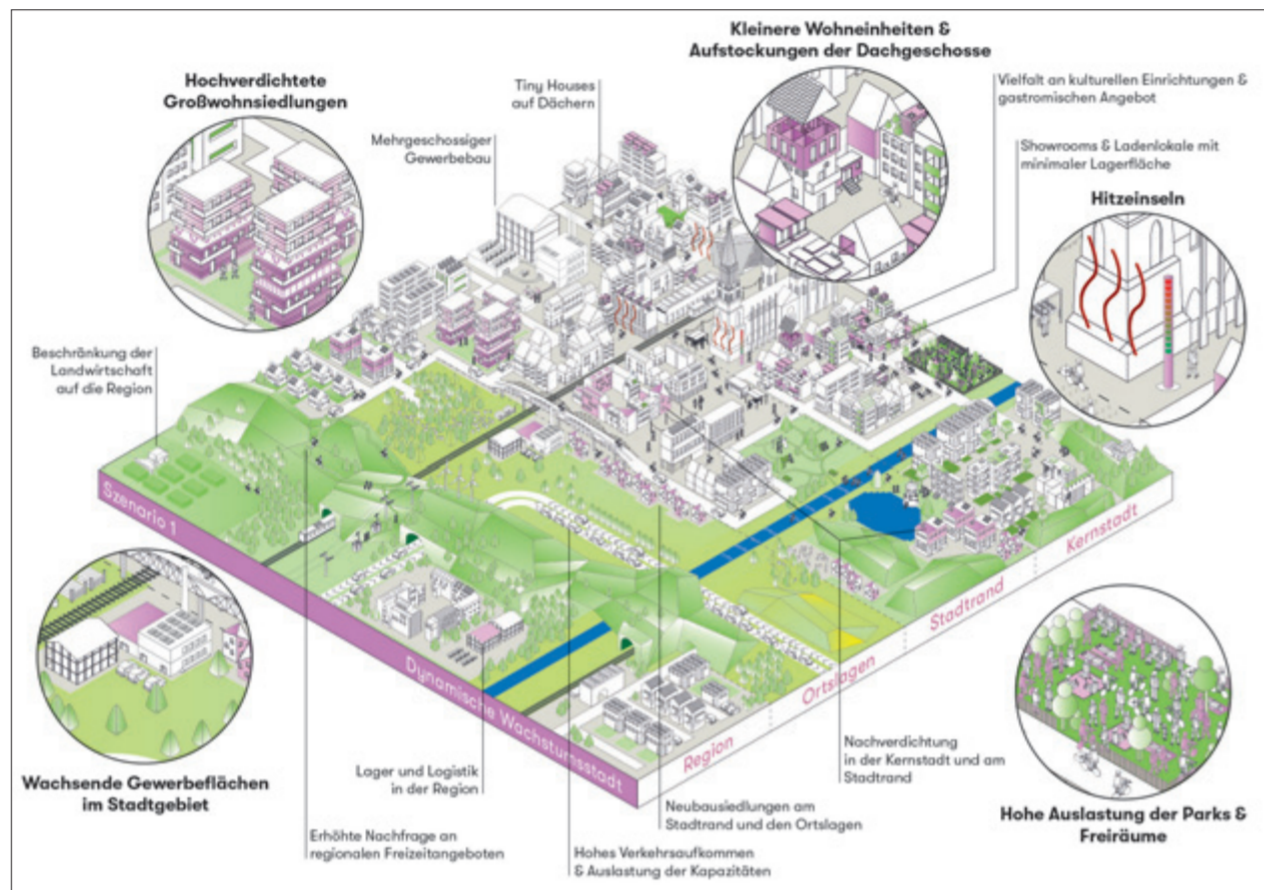 Kleinere Wohneinheiten &
Aufstockungen der Dachgeschosse
Hochverdichtete
Großwohnsiedlungen
Tiny Houses
auf Dächern
Vielfalt an kulturellen Einrichtungen &
gastromischen Angebot
Mehrgeschossiger
Gewerbebau
Showrooms & Ladenlokale mit
minimaler Lagerfläche
Hitzeinseln
Beschränkung der
Landwirtschaft
auf die Region
Szenario 1
Dynamische Wachstumsstadt
Region
Ortslagen
Stadtrand
Kernstadt
Wachsende Gewerbeflächen
im Stadtgebiet
Lager und Logistik
in der Region
Erhöhte Nachfrage an
regionalen Freizeitangeboten
Hohes Verkehrsaufkommen
& Auslastung der Kapazitäten
Neubausiedlungen am
Stadtrand und den Ortslagen
Nachverdichtung
in der Kernstadt und am
Stadtrand
Hohe Auslastung der Parks &
Freiräume